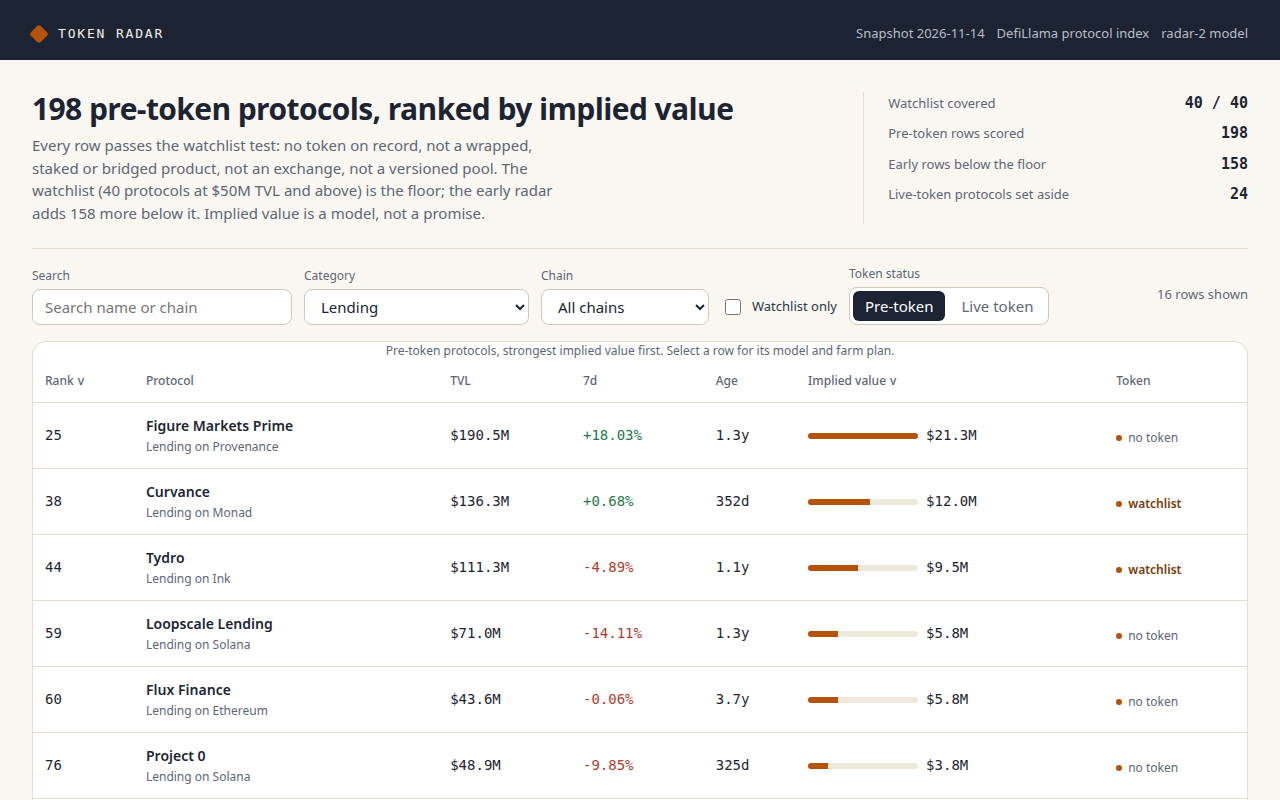 TOKEN RADAR
Snapshot 2026-11-14 DefiLlama protocol index radar-2 model
198 pre-token protocols, ranked by implied value
Every row passes the watchlist test: no token on record, not a wrapped,
staked or bridged product, not an exchange, not a versioned pool. The
watchlist (40 protocols at $50M TVL and above) is the floor; the early radar
adds 158 more below it. Implied value is a model, not a promise.
Watchlist covered 40 / 40
Pre-token rows scored 198
Early rows below the floor 158
Live-token protocols set aside 24
Search Category Chain Token status
Search name or chain Lending All chains Watchlist only Pre-token Live token 16 rows shown
Pre-token protocols, strongest implied value first. Select a row for its model and farm plan.
Rank v Protocol TVL 7d Age Implied value v Token
25 Figure Markets Prime $190.5M +18.03% 1.3y $21.3M no token
Lending on Provenance
38 Curvance $136.3M +0.68% 352d $12.0M watchlist
Lending on Monad
44 Tydro $111.3M -4.89% 1.1y $9.5M watchlist
Lending on Ink
59 Loopscale Lending $71.0M -14.11% 1.3y $5.8M no token
Lending on Solana
60 Flux Finance $43.6M -0.06% 3.7y $5.8M no token
Lending on Ethereum
76 Project 0 $48.9M -9.85% 325d $3.8M no token
Lending on Solana